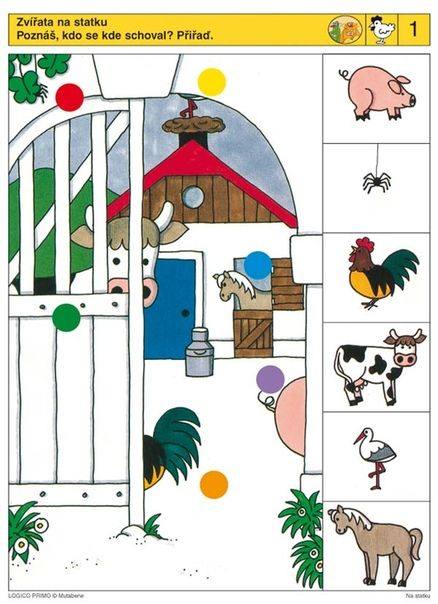 Zvířata na statku
Poznáš, kdo se kde schoval? Přiřaď.
1
LOGICO PRIMO © Mutabene
Na statku